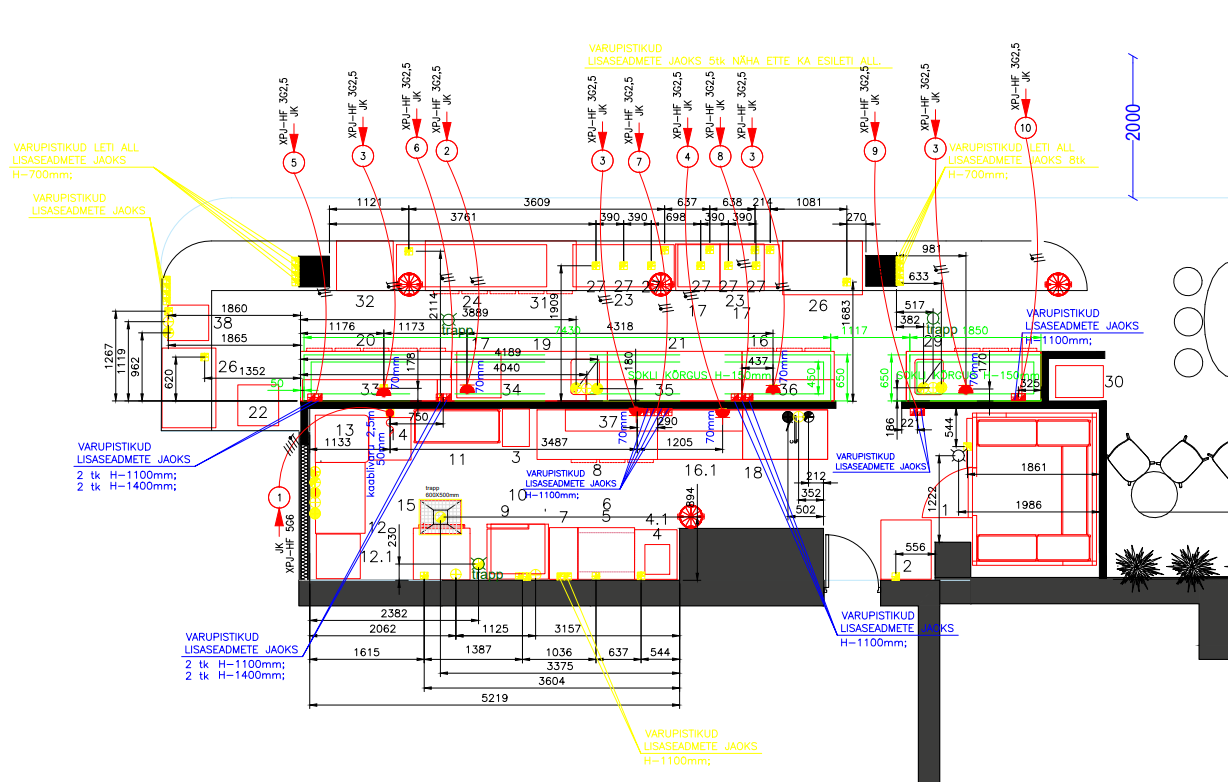 VARUPISTIKUD
LISASEADMETE JAOKS 5tk NÄHA ETTE KA ESILETI ALL
XPJ-HF 3G2,5
JK
XPJ-HF 3G2,5
JK
XPJ-HF 3G2,5
JK
XPJ-HF 3G2,5
JK
XPJ-HF 3G2,5
JK
XPJ-HF 3G2,5
JK
XPJ-HF 3G2,5
JK
XPJ-HF 3G2,5
JK
XPJ-HF 3G2,5
JK
XPJ-HF 3G2,5
JK
XPJ-HF 3G2,5
JK
XPJ-HF 3G2,5
JK
2000
5 3 6 2 3 7 4 8 3 9 3 10
VARUPISTIKUD LETI ALL
LISASEADMETE JAOKS
H-700mm;
VARUPISTIKUD LETI ALL
LISASEADMETE JAOKS 8tk
H-700mm;
VARUPISTIKUD
LISASEADMETE JAOKS
1121 3609 637 638 214 1081
3761 390 390 698 390 390 270
981
633
32 24 31 27 23 27 27 17 27 23 17 27 26
2114
1909
1683
1860
3889
517
38
1176 1173 trapp 7430 4318 1117 382 trapp 1850
VARUPISTIKUD
LISASEADMETE JAOKS
H-1100mm;
1267
1119
962
1865
20 17 19 21 16 29
4189
4040
178
180
437
170
620
26
1352
50
22
33 70mm 70mm 34 35 SOKLI KÕRGUS H-150mm 36 70mm
450
650
650
SOKLI KÕRGUS H-150mm
325
30
13 14 750 37 70mm 290 70mm
186
221
544
1133 3487 1205
kaablivaru 2,5m
50mm
11 3 8 16.1 18
1861
VARUPISTIKUD
LISASEADMETE JAOKS
2 tk H-1100mm;
2 tk H-1400mm;
VARUPISTIKUD
LISASEADMETE JAOKS
H-1100mm;
VARUPISTIKUD
LISASEADMETE JAOKS
212
352
502
1222
1986
1
JK
XPJ-HF 5G6
trapp
600X500mm
15
10
9
7
6
5
4.1
4
894
1
12
12.1
230
trapp
556
2
2382
2062 1125 3157
1615 1387 1036 637 544
3375
3604
5219
VARUPISTIKUD
LISASEADMETE JAOKS
2 tk H-1100mm;
2 tk H-1400mm;
VARUPISTIKUD
LISASEADMETE JAOKS
H-1100mm;
VARUPISTIKUD
LISASEADMETE JAOKS
H-1100mm;